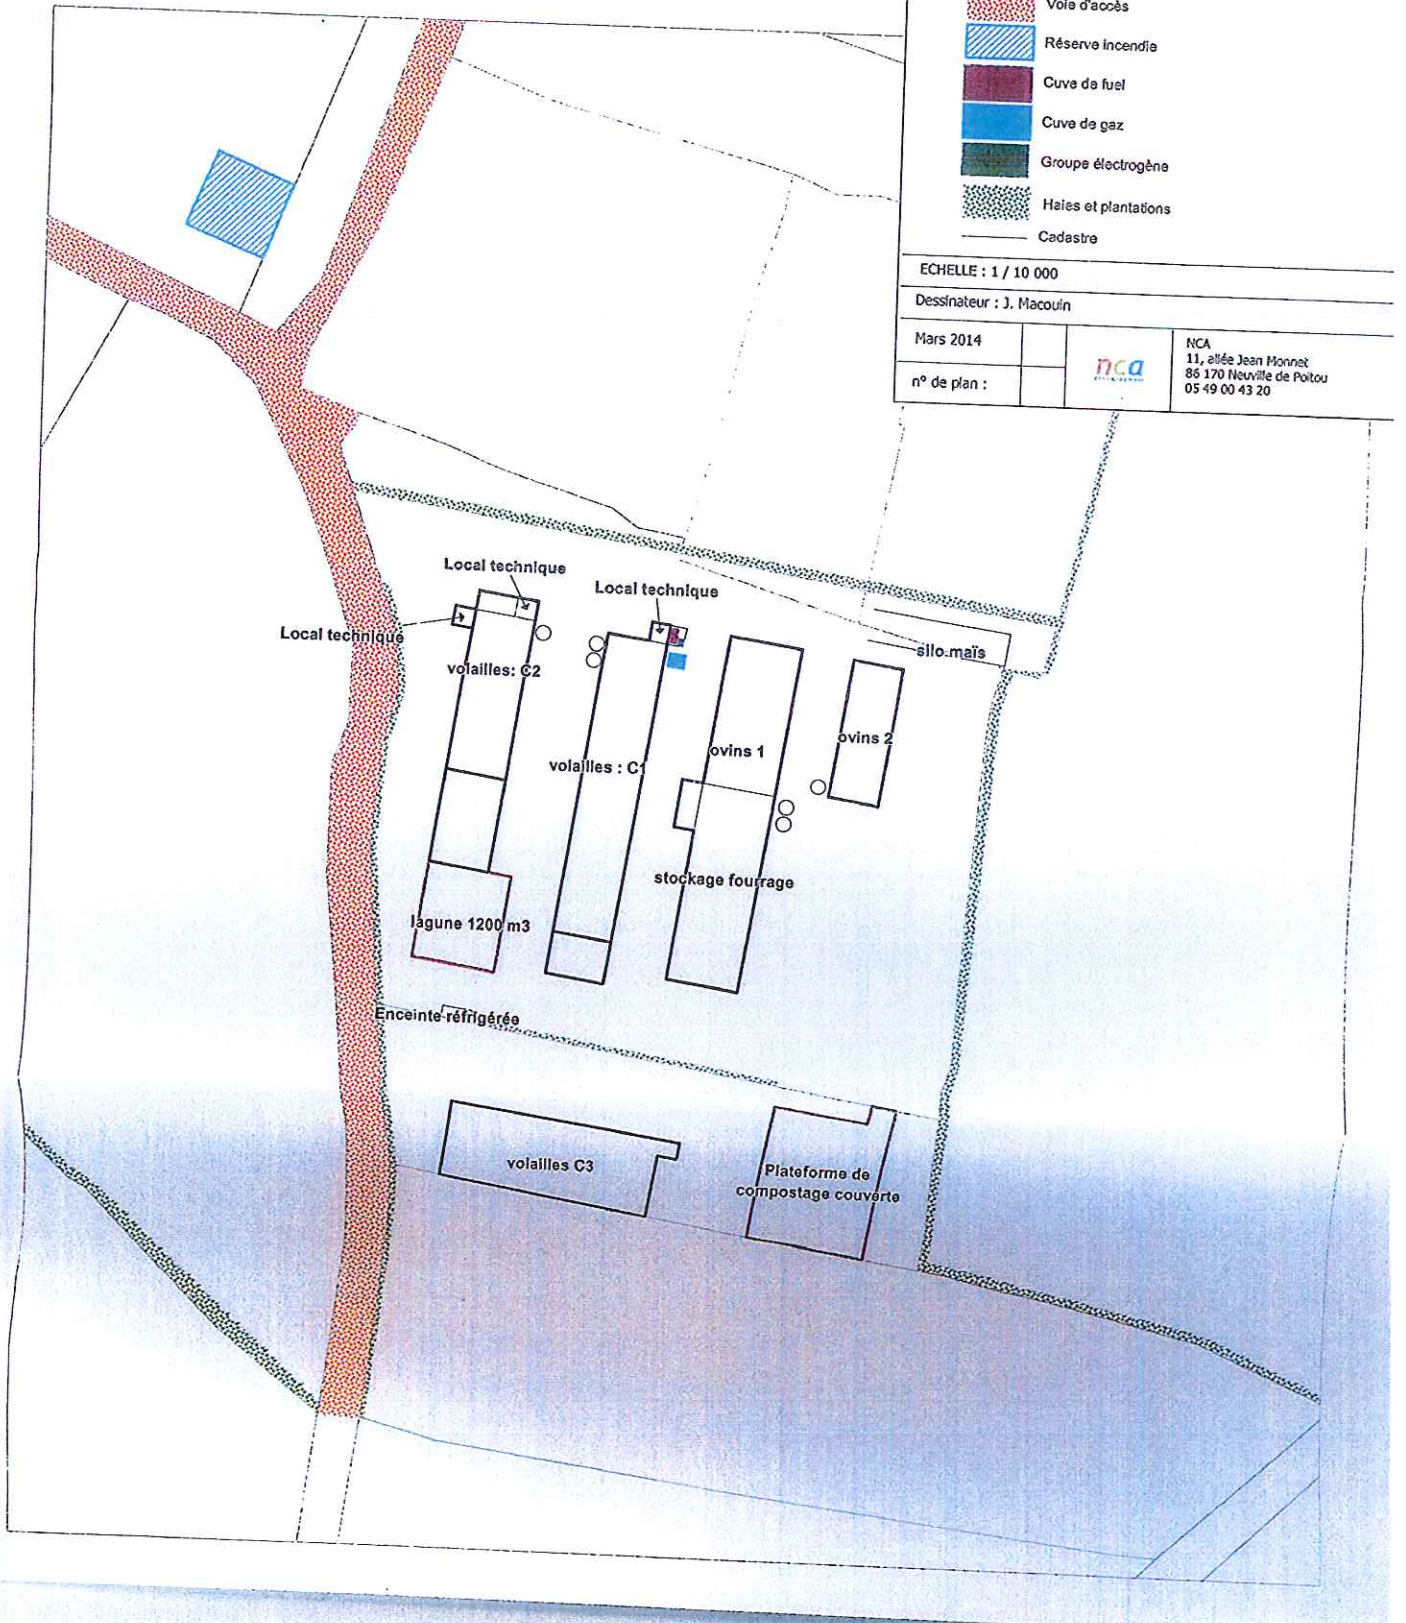 Voie d'accès
Réserve incendie
Cuve de fuel
Cuve de gaz
Groupe électrogène
Haies et plantations
Cadastre
ECHELLE : 1 / 10 000
Dessinateur : J. Macouin
Mars 2014
n° de plan :
nca
NCA
11, allée Jean Monnet
86 170 Neuville de Poitou
05 49 00 43 20
Local technique
Local technique
Local technique
silo maïs
volailles: C2
volailles : C1
ovins 1
ovins 2
stockage fourrage
lagune 1200 m3
Enceinte réfrigérée
volailles C3
Plateforme de
compostage couverte